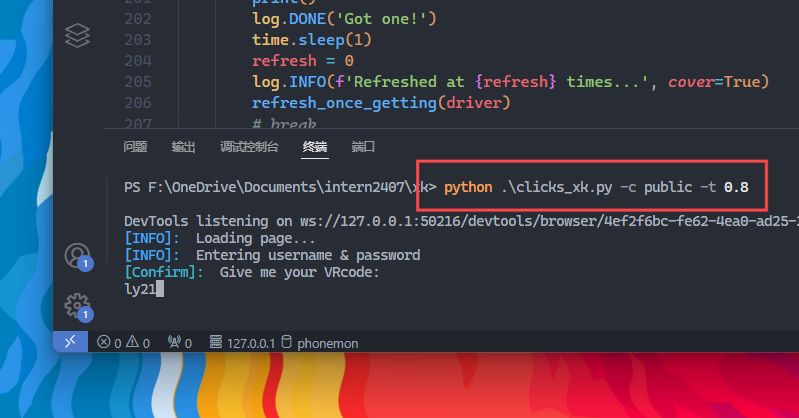 201 print()
202 log.DONE('Got one!')
203 time.sleep(1)
204 refresh = 0
205 log.INFO(f'Refreshed at {refresh} times...', cover=True)
206 refresh_once_getting(driver)
207 # break
问题 输出 调试控制台 终端 端口
PS F:\OneDrive\Documents\intern2407\xk> python .\clicks_xk.py -c public -t 0.8
DevTools listening on ws://127.0.0.1:50216/devtools/browser/4ef2f6bc-fe62-4ea0-ad25-
[INFO]: Loading page...
[INFO]: Entering username & password
[Confirm]: Give me your VRcode:
ly21
1
1
0 0 0 127.0.0.1 phonemon